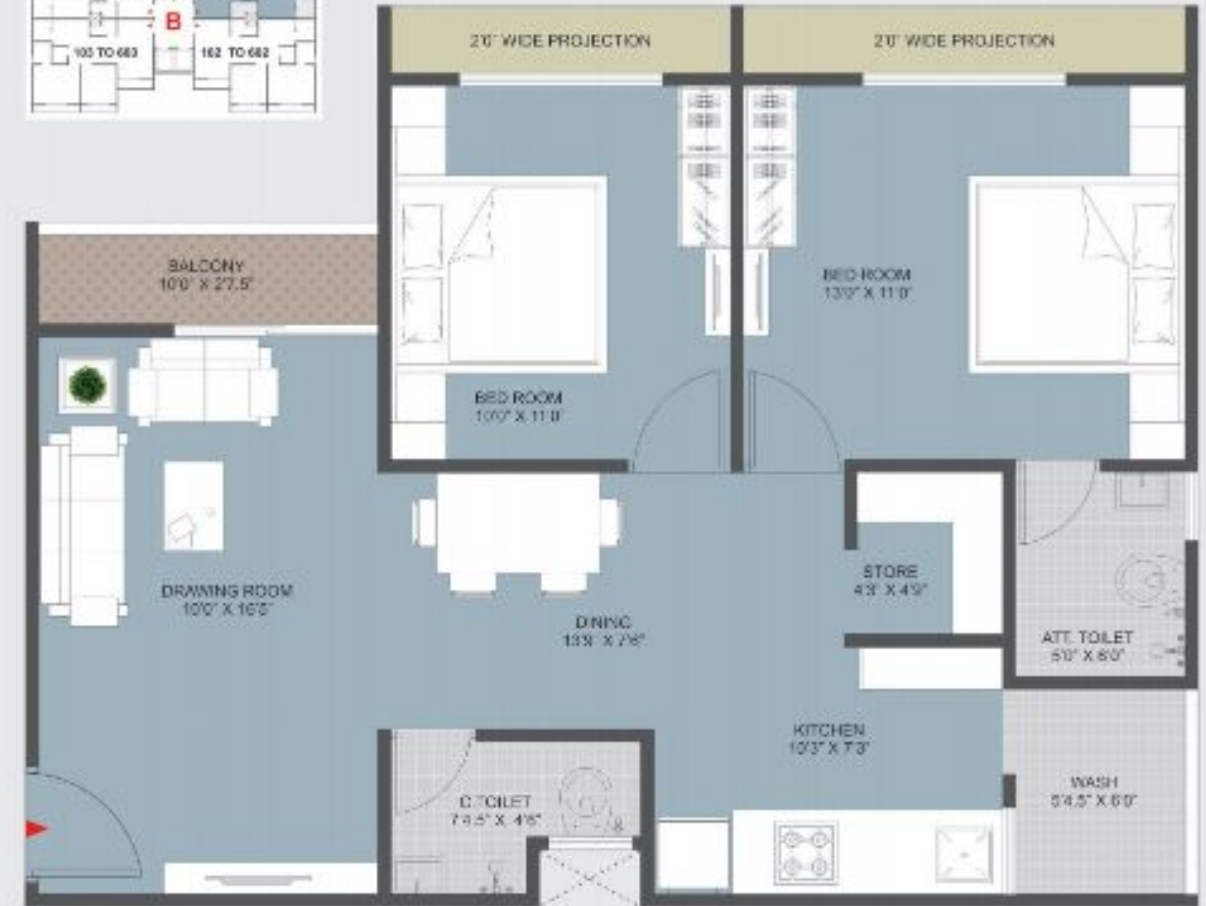 B
103 TO 603
102 TO 602
2'0" WIDE PROJECTION
2'0" WIDE PROJECTION
BALCONY
10'0" X 2'7.5"
BED ROOM
13'0" X 11'0"
BED ROOM
10'0" X 11'0"
DRAWING ROOM
10'0" X 16'5"
STORE
4'3" X 4'9"
DINING
13'9" X 7'6"
ATT. TOILET
5'0" X 6'0"
KITCHEN
10'3" X 7'3"
WASH
5'4.5" X 6'0"
C.TOILET
7'4.5" X 4'6"